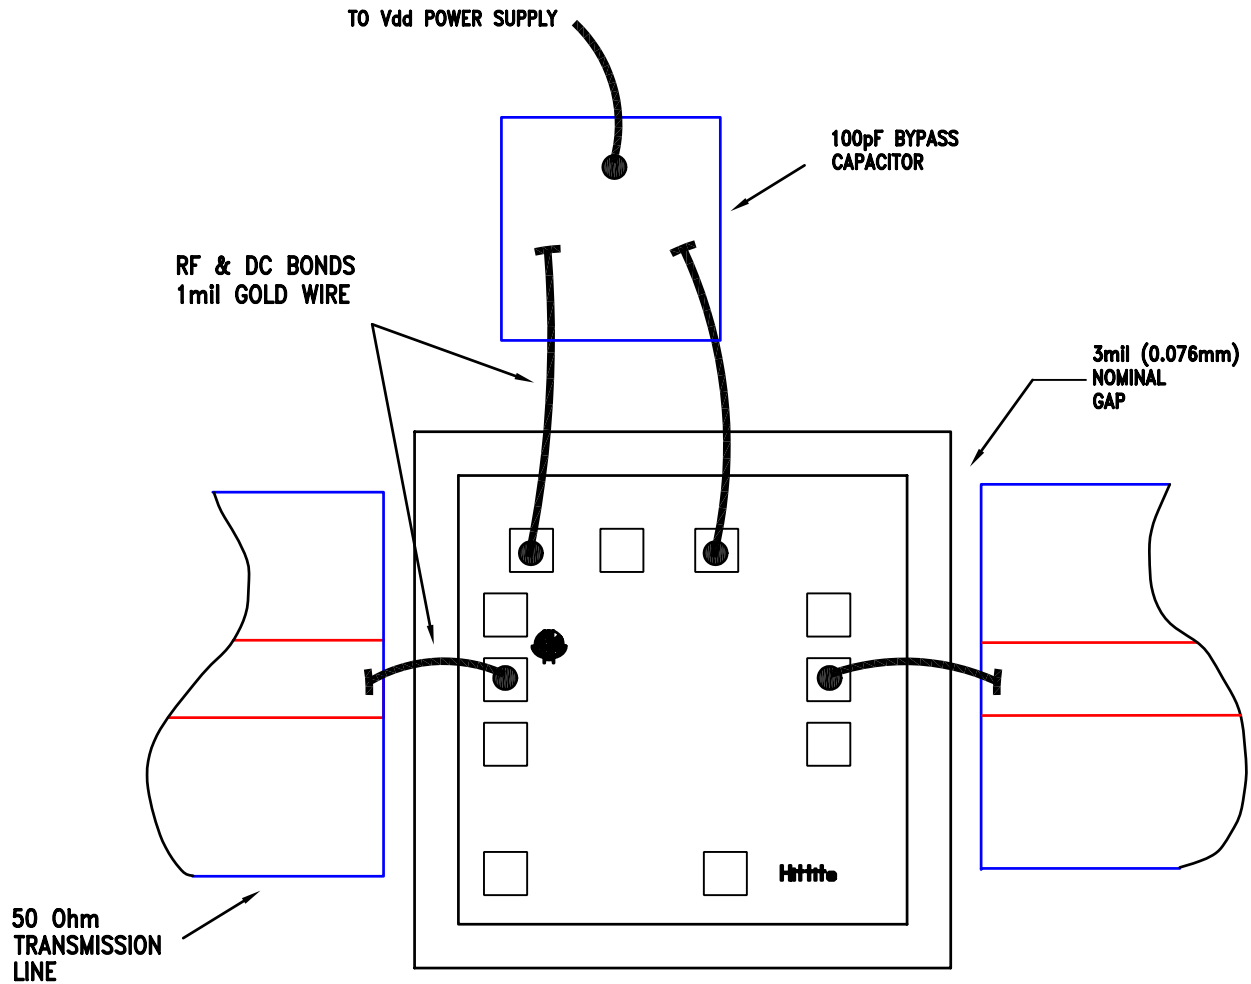 TO Vdd POWER SUPPLY
100pF BYPASS
CAPACITOR
RF & DC BONDS
1mil GOLD WIRE
3mil (0.076mm)
NOMINAL
GAP
Hittite
50 Ohm
TRANSMISSION
LINE